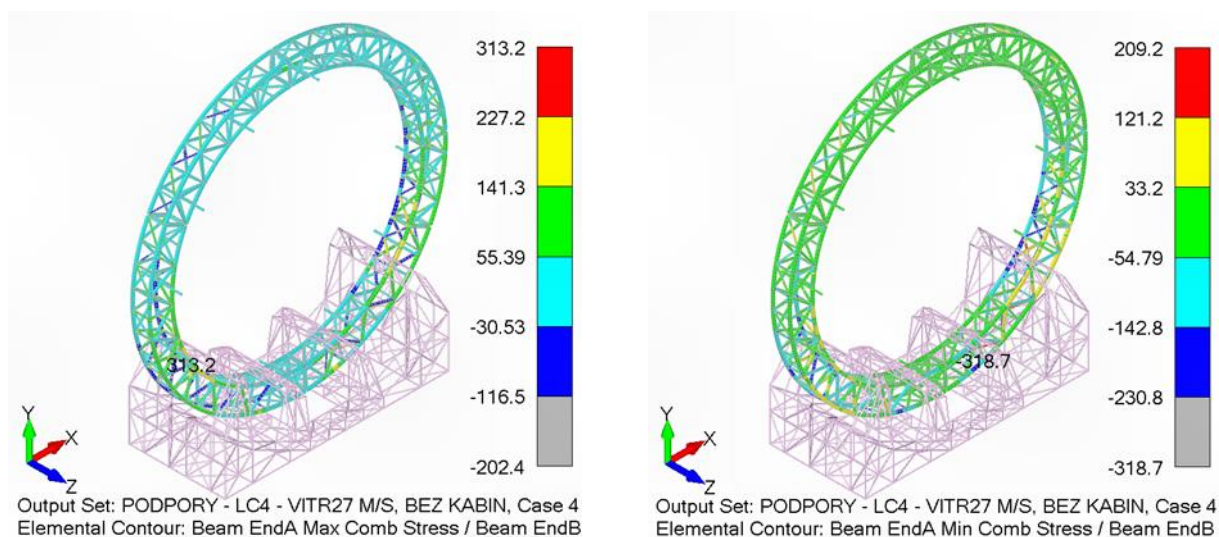 313.2
227.2
141.3
55.39
-30.53
-116.5
-202.4
313.2
Y
X
Z
Output Set: PODPORY - LC4 - VITR27 M/S, BEZ KABIN, Case 4
Elemental Contour: Beam EndA Max Comb Stress / Beam EndB
209.2
121.2
33.2
-54.79
-142.8
-230.8
-318.7
-318.7
Y
X
Z
Output Set: PODPORY - LC4 - VITR27 M/S, BEZ KABIN, Case 4
Elemental Contour: Beam EndA Min Comb Stress / Beam EndB